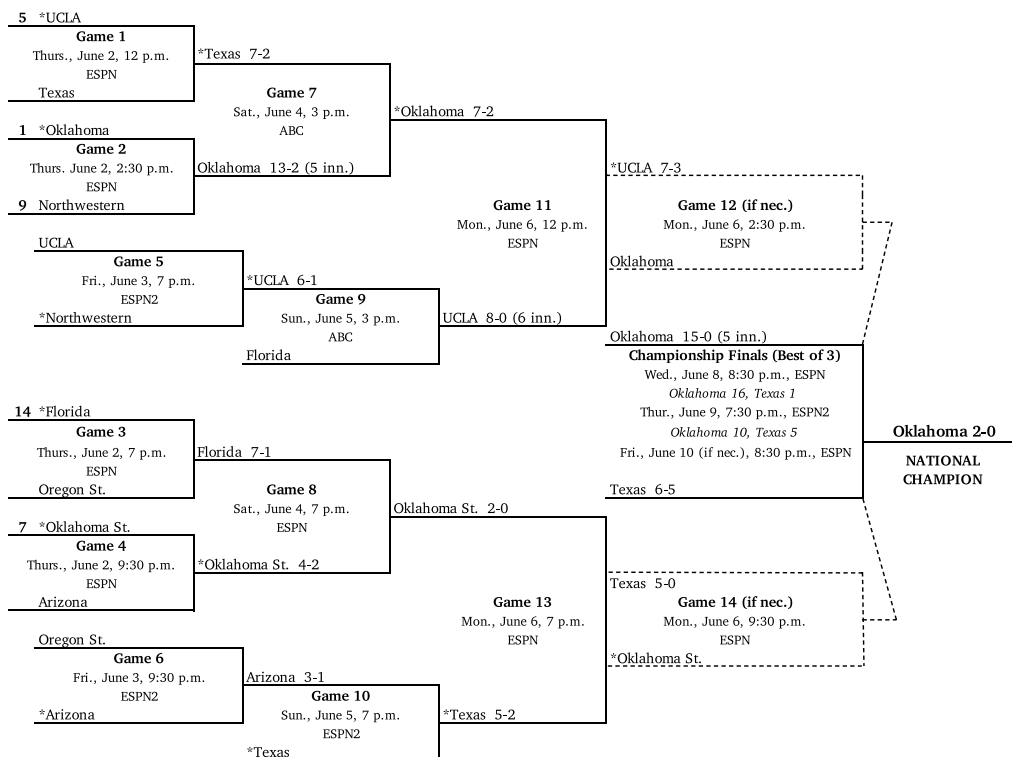 5 *UCLA
Game 1
Thurs., June 2, 12 p.m.
ESPN
Texas
*Texas 7-2
1 *Oklahoma
Game 2
Thurs. June 2, 2:30 p.m.
ESPN
9 Northwestern
Game 7
Sat., June 4, 3 p.m.
ABC
Oklahoma 13-2 (5 inn.)
*Oklahoma 7-2
UCLA
Game 5
Fri., June 3, 7 p.m.
ESPN2
*Northwestern
*UCLA 6-1
Game 9
Sun., June 5, 3 p.m.
ABC
Florida
UCLA 8-0 (6 inn.)
Game 11
Mon., June 6, 12 p.m.
ESPN
*UCLA 7-3
Game 12 (if nec.)
Mon., June 6, 2:30 p.m.
ESPN
Oklahoma
Oklahoma 15-0 (5 inn.)
Championship Finals (Best of 3)
Wed., June 8, 8:30 p.m., ESPN
Oklahoma 16, Texas 1
Thur., June 9, 7:30 p.m., ESPN2
Oklahoma 10, Texas 5
Fri., June 10 (if nec.), 8:30 p.m., ESPN
Texas 6-5
Oklahoma 2-0
NATIONAL
CHAMPION
14 *Florida
Game 3
Thurs., June 2, 7 p.m.
ESPN
Oregon St.
Florida 7-1
7 *Oklahoma St.
Game 4
Thurs., June 2, 9:30 p.m.
ESPN
Arizona
Game 8
Sat., June 4, 7 p.m.
ESPN
*Oklahoma St. 4-2
Oklahoma St. 2-0
Oregon St.
Game 6
Fri., June 3, 9:30 p.m.
ESPN2
*Arizona
Arizona 3-1
Game 10
Sun., June 5, 7 p.m.
ESPN2
*Texas
*Texas 5-2
Game 13
Mon., June 6, 7 p.m.
ESPN
Texas 5-0
Game 14 (if nec.)
Mon., June 6, 9:30 p.m.
ESPN
*Oklahoma St.